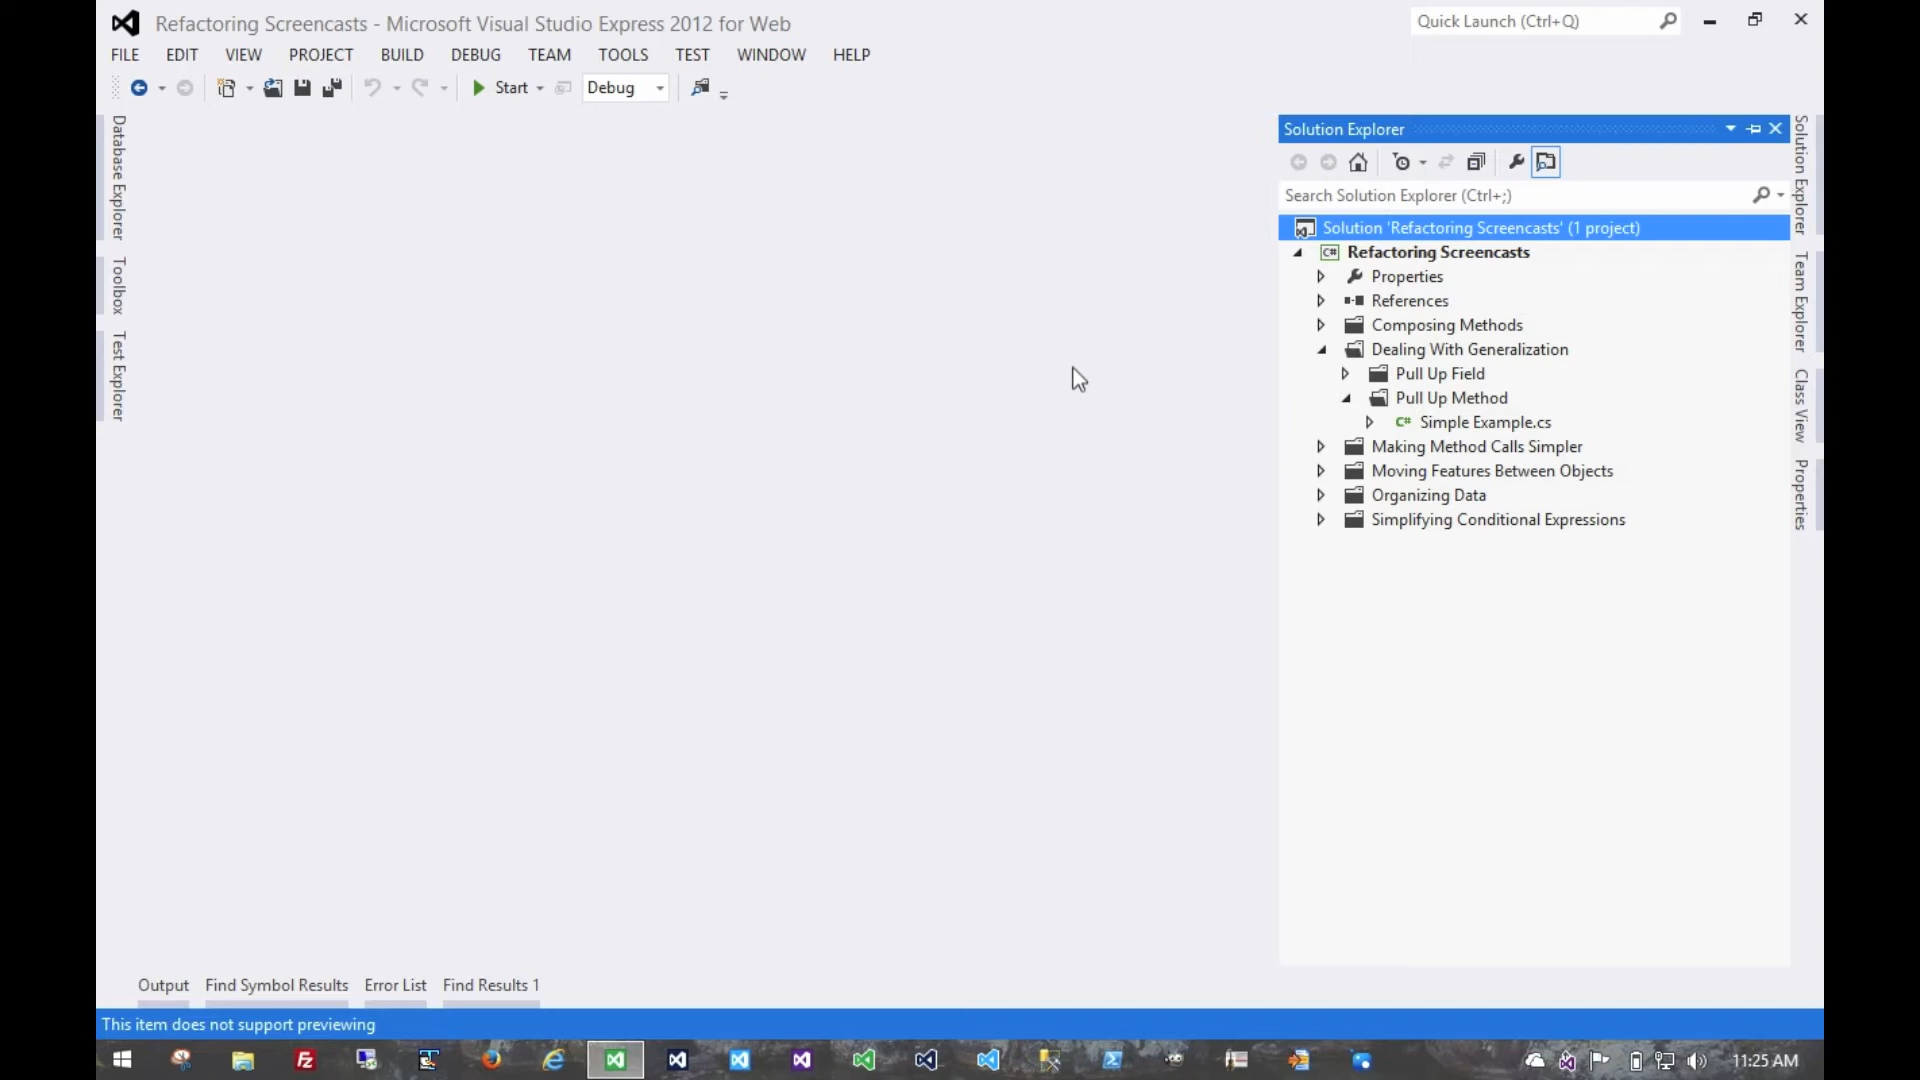 Refactoring Screencasts - Microsoft Visual Studio Express 2012 for Web
Quick Launch (Ctrl+Q)
FILE EDIT VIEW PROJECT BUILD DEBUG TEAM TOOLS TEST WINDOW HELP
Start Debug
Database Explorer
Toolbox
Test Explorer
Solution Explorer
Search Solution Explorer (Ctrl+;)
Solution 'Refactoring Screencasts' (1 project)
C# Refactoring Screencasts
Properties
References
Composing Methods
Dealing With Generalization
Pull Up Field
Pull Up Method
C# Simple Example.cs
Making Method Calls Simpler
Moving Features Between Objects
Organizing Data
Simplifying Conditional Expressions
Solution Explorer
Team Explorer
Class View
Properties
Output Find Symbol Results Error List Find Results 1
This item does not support previewing
FZ
11:25 AM